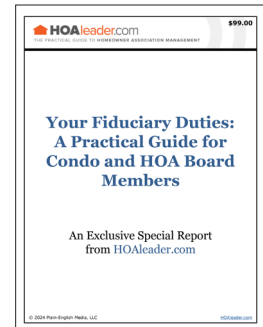 $99.00
HOAleader.com
THE PRACTICAL GUIDE TO HOMEOWNER ASSOCIATION MANAGEMENT
Your Fiduciary Duties:
A Practical Guide for
Condo and HOA Board
Members
An Exclusive Special Report
from HOAleader.com
© 2024 Plain-English Media, LLC
HOAleader.com